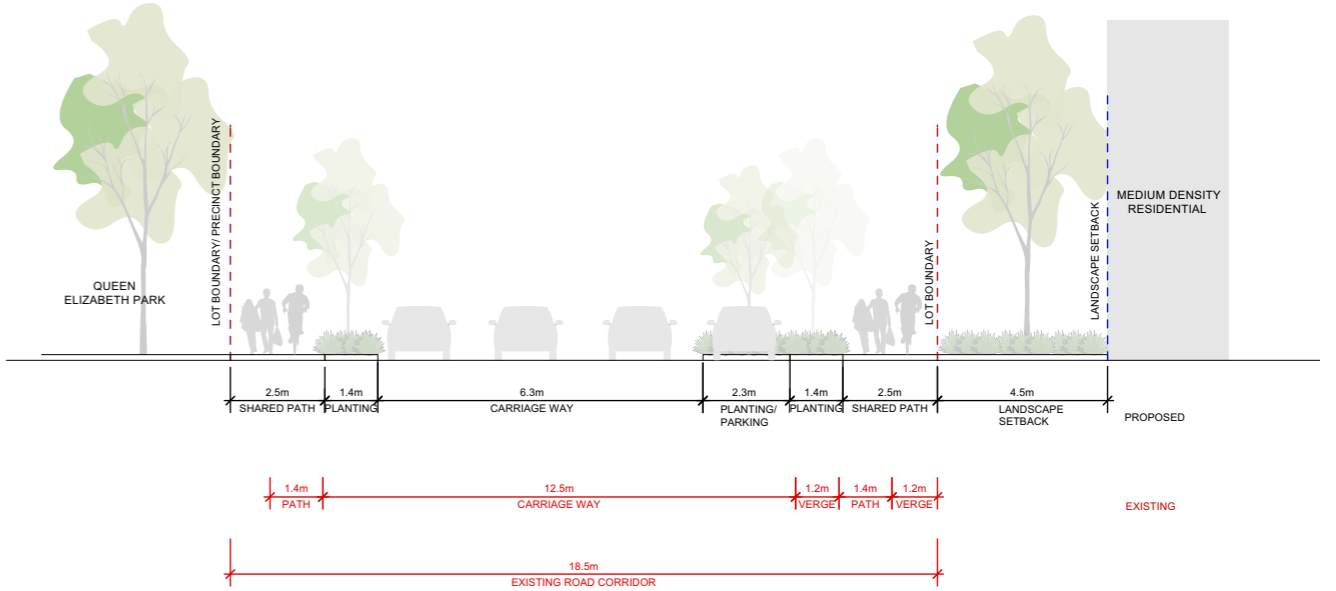 LOT BOUNDARY/ PRECINCT BOUNDARY
QUEEN
ELIZABETH PARK
LOT BOUNDARY
LANDSCAPE SETBACK
MEDIUM DENSITY
RESIDENTIAL
2.5m
SHARED PATH
1.4m
PLANTING
6.3m
CARRIAGE WAY
2.3m
PLANTING/
PARKING
1.4m
PLANTING
2.5m
SHARED PATH
4.5m
LANDSCAPE
SETBACK
PROPOSED
1.4m
PATH
12.5m
CARRIAGE WAY
1.2m
VERGE
1.4m
PATH
1.2m
VERGE
EXISTING
18.5m
EXISTING ROAD CORRIDOR